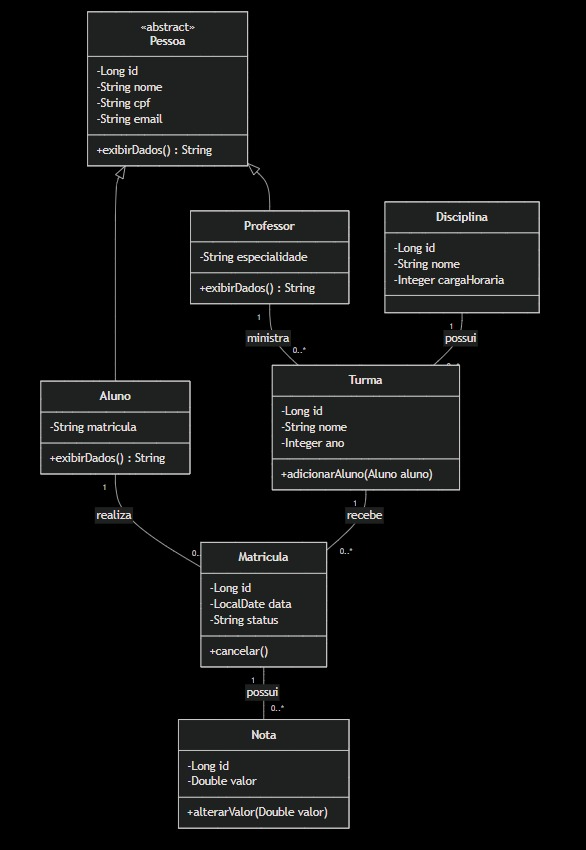 «abstract»
Pessoa
-Long id
-String nome
-String cpf
-String email
+exibirDados() : String
Professor
-String especialidade
+exibirDados() : String
Disciplina
-Long id
-String nome
-Integer cargaHoraria
1
ministra
0..*
1
possui
Turma
-Long id
-String nome
-Integer ano
+adicionarAluno(Aluno aluno)
Aluno
-String matricula
+exibirDados() : String
1
realiza
0..
1
recebe
0..*
Matricula
-Long id
-LocalDate data
-String status
+cancelar()
1
possui
0..*
Nota
-Long id
-Double valor
+alterarValor(Double valor)